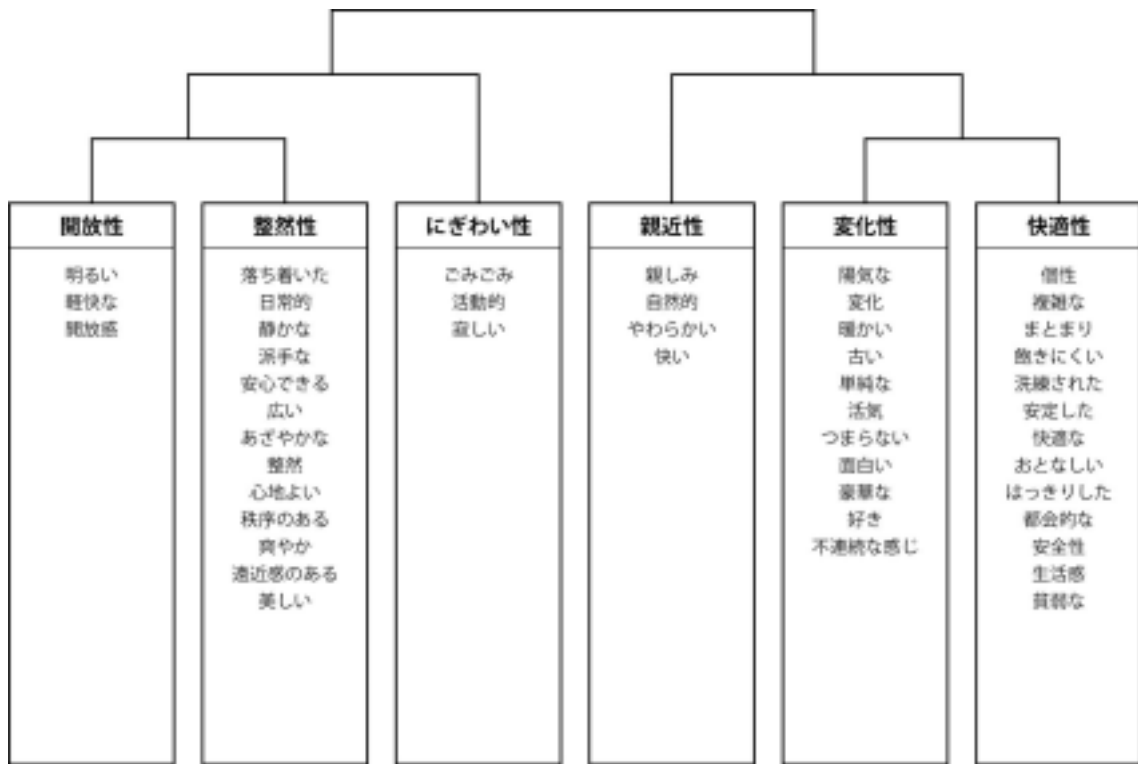 開放性
明るい
軽快な
開放感
整然性
落ち着いた
日常的
静かな
派手な
安心できる
広い
あざやかな
整然
心地よい
秩序のある
爽やか
遠近感のある
美しい
にぎわい性
ごみごみ
活動的
寂しい
親近性
親しみ
自然的
やわらかい
快い
変化性
陽気な
変化
暖かい
古い
単純な
活気
つまらない
面白い
豪華な
好き
不連続な感じ
快適性
個性
複雑な
まとまり
飽きにくい
洗練された
安定した
快適な
おとなしい
はっきりした
都会的な
安全性
生活感
貧弱な